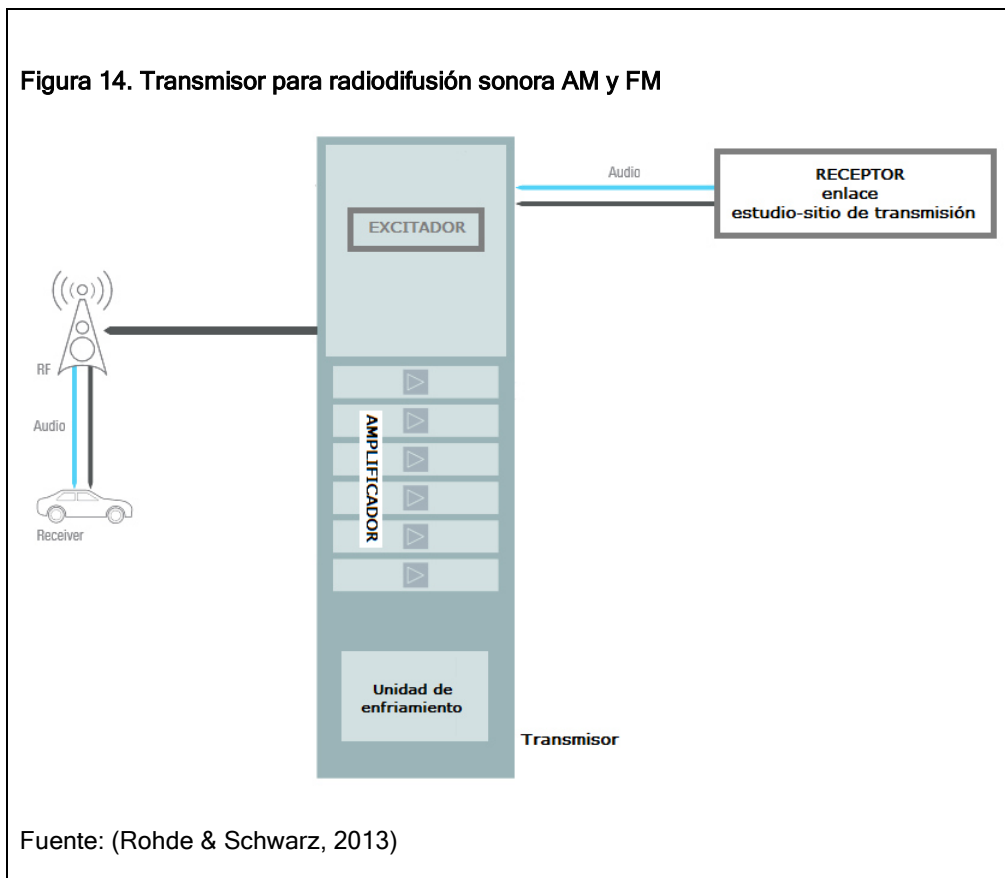 Figura 14. Transmisor para radiodifusión sonora AM y FM
Audio
RECEPTOR
enlace
estudio-sitio de transmisión
EXCITADOR
RF
Audio
AMPLIFICADOR
Receiver
Unidad de
enfriamiento
Transmisor
Fuente: (Rohde & Schwarz, 2013)